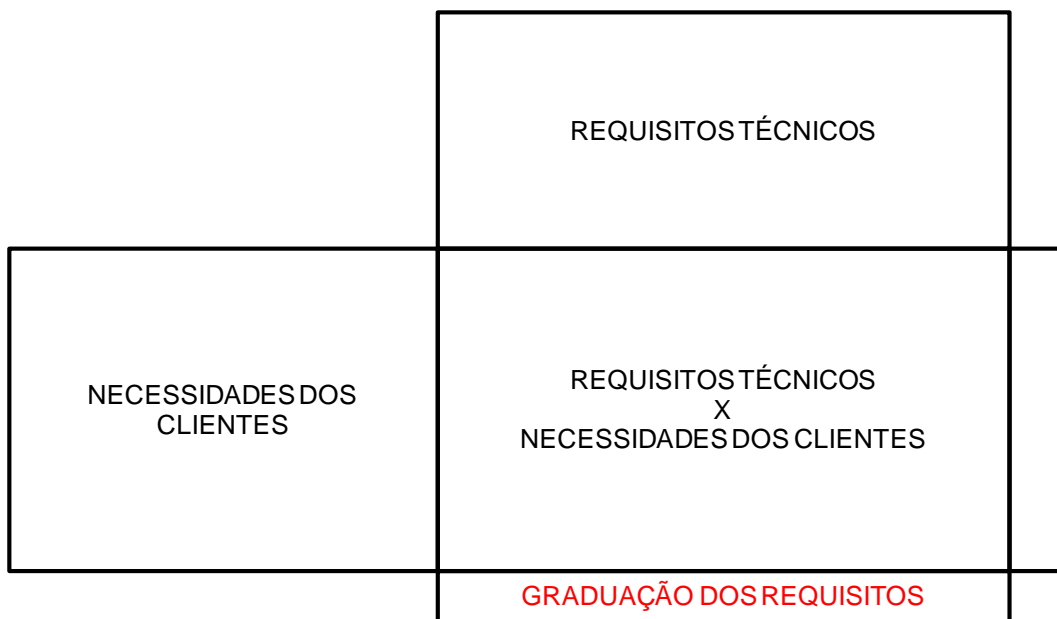 REQUISITOS TÉCNICOS
NECESSIDADES DOS
CLIENTES
REQUISITOS TÉCNICOS
X
NECESSIDADES DOS CLIENTES
GRADUAÇÃO DOS REQUISITOS